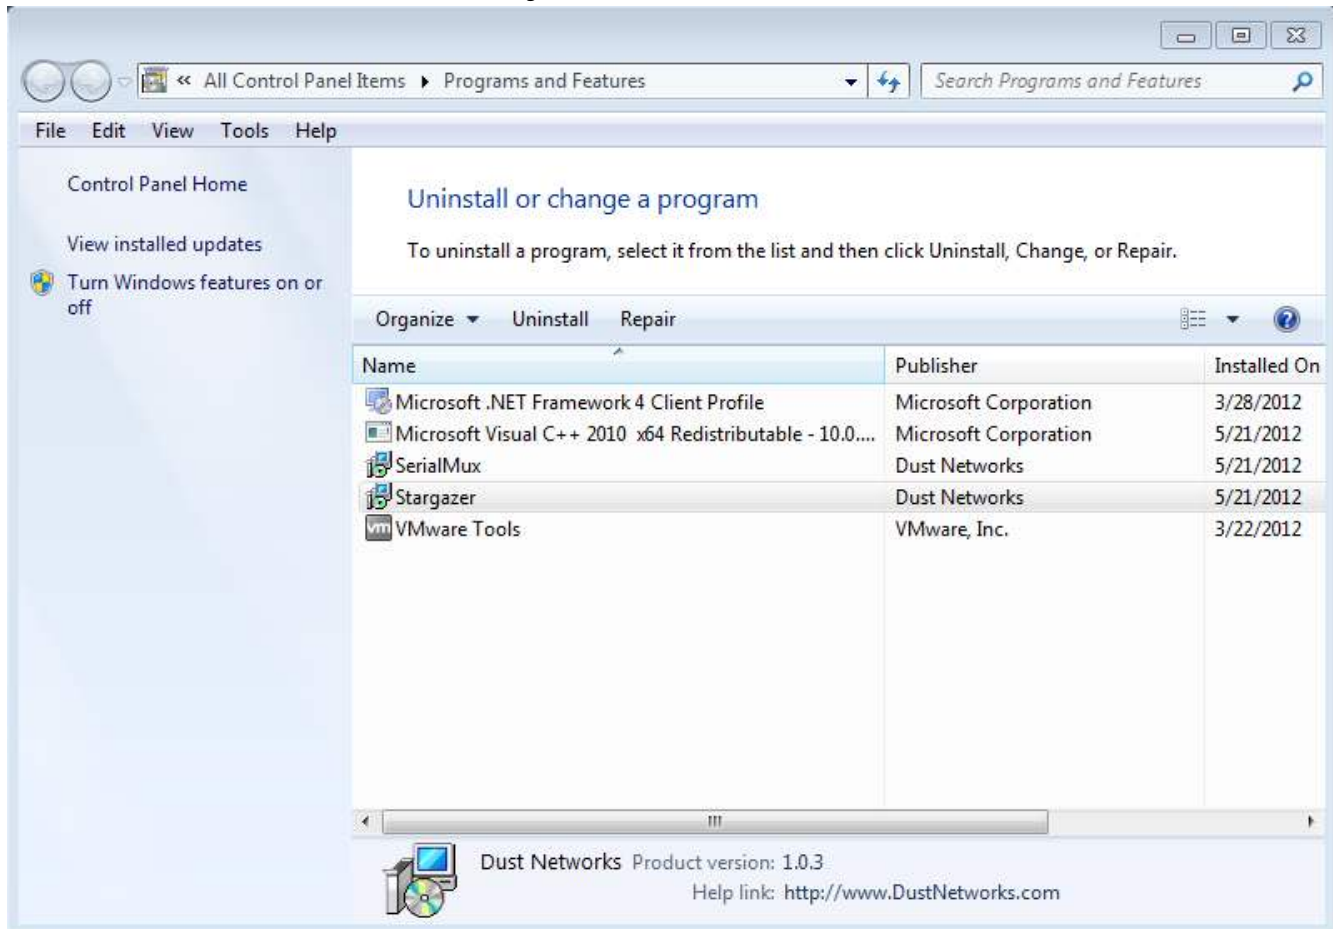 « All Control Panel Items ▸ Programs and Features
Search Programs and Features
File Edit View Tools Help
Control Panel Home
View installed updates
Turn Windows features on or
off
Uninstall or change a program
To uninstall a program, select it from the list and then click Uninstall, Change, or Repair.
Organize Uninstall Repair
Name Publisher Installed On
Microsoft .NET Framework 4 Client Profile Microsoft Corporation 3/28/2012
Microsoft Visual C++ 2010 x64 Redistributable - 10.0.... Microsoft Corporation 5/21/2012
SerialMux Dust Networks 5/21/2012
Stargazer Dust Networks 5/21/2012
vm VMware Tools VMware, Inc. 3/22/2012
Dust Networks Product version: 1.0.3
Help link: http://www.DustNetworks.com